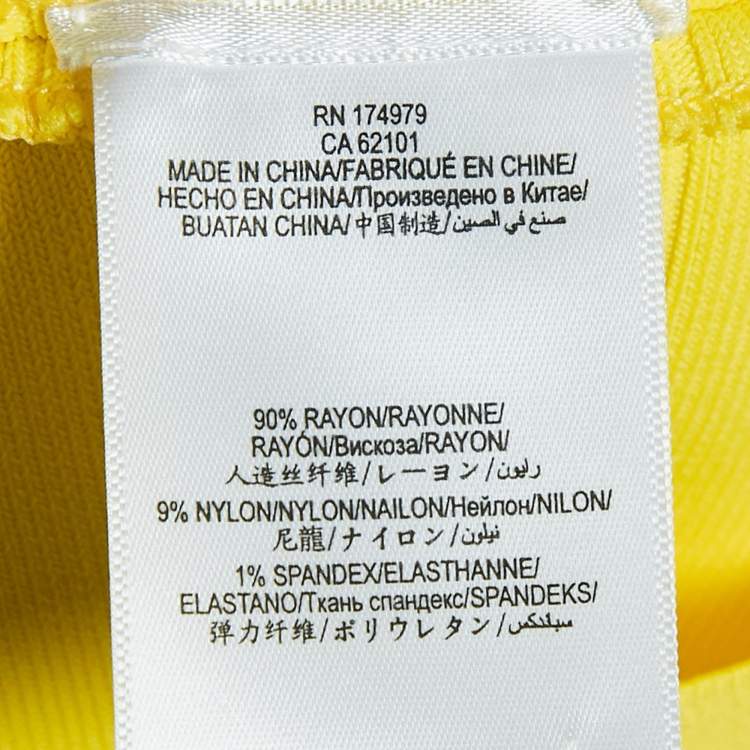 RN 174979
CA 62101
MADE IN CHINA/FABRIQUÉ EN CHINE/
HECHO EN CHINA/Произведено в Китае/
BUATAN CHINA/中国制造/صنع في الصين
90% RAYON/RAYONNE/
RAYÓN/Вискоза/RAYON/
人造丝纤维/レーヨン/رايون
9% NYLON/NYLON/NAILON/Нейлон/NILON/
尼龍/ナイロン/نيلون
1% SPANDEX/ELASTHANNE/
ELASTANO/Ткань спандекс/SPANDEKS/
弹力纤维/ポリウレタン/سباندكس